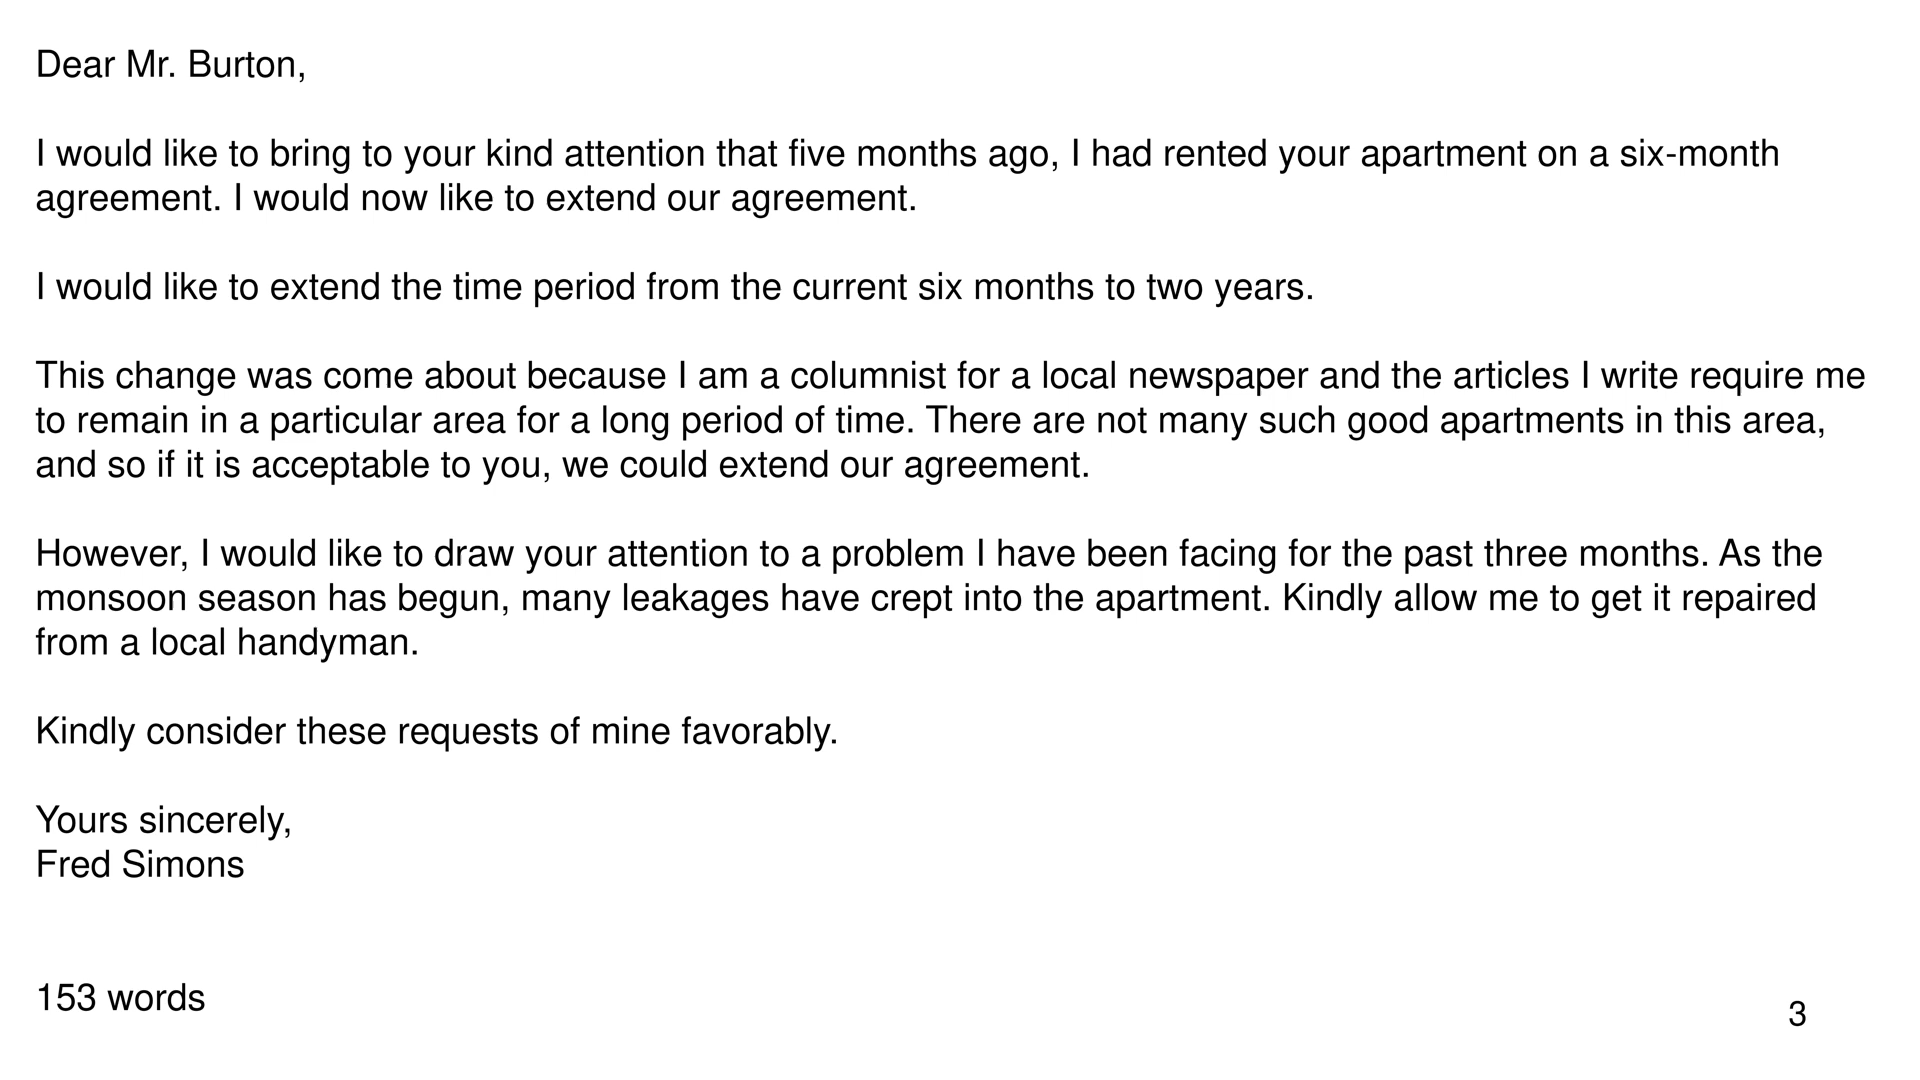 Dear Mr. Burton,
I would like to bring to your kind attention that five months ago, I had rented your apartment on a six-month
agreement. I would now like to extend our agreement.
I would like to extend the time period from the current six months to two years.
This change was come about because I am a columnist for a local newspaper and the articles I write require me
to remain in a particular area for a long period of time. There are not many such good apartments in this area,
and so if it is acceptable to you, we could extend our agreement.
However, I would like to draw your attention to a problem I have been facing for the past three months. As the
monsoon season has begun, many leakages have crept into the apartment. Kindly allow me to get it repaired
from a local handyman.
Kindly consider these requests of mine favorably.
Yours sincerely,
Fred Simons
153 words
3